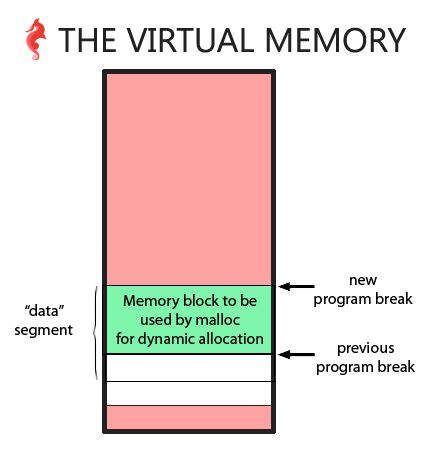 THE VIRTUAL MEMORY
new
program break
Memory block to be
used by malloc
for dynamic allocation
“data”
segment
previous
program break